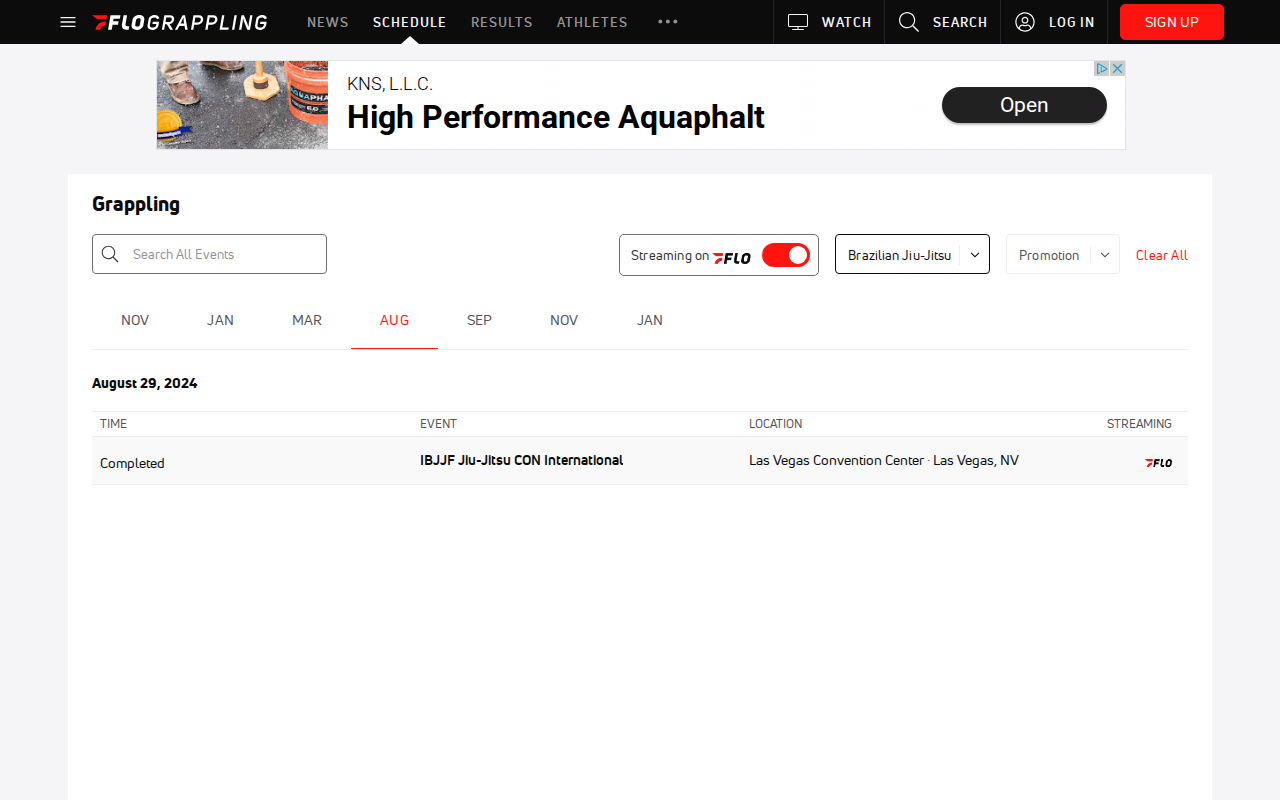 FLOGRAPPLING NEWS SCHEDULE RESULTS ATHLETES ••• WATCH SEARCH LOG IN SIGN UP
KNS, L.L.C.
High Performance Aquaphalt
Open
Grappling
Search All Events
Streaming on FLO
Brazilian Jiu-Jitsu
Promotion
Clear All
NOV JAN MAR AUG SEP NOV JAN
August 29, 2024
TIME EVENT LOCATION STREAMING
Completed IBJJF Jiu-Jitsu CON International Las Vegas Convention Center · Las Vegas, NV FLO